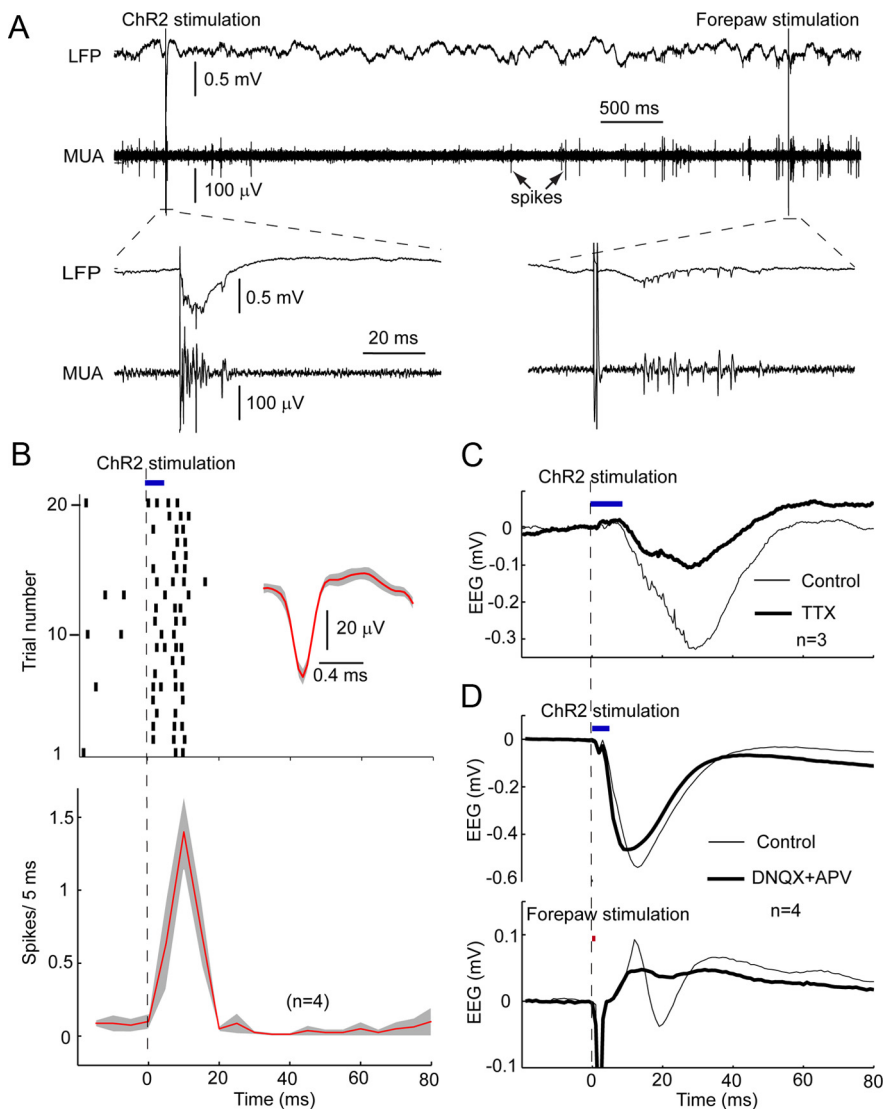 A
ChR2 stimulation
Forepaw stimulation
LFP
0.5 mV
500 ms
MUA
100 µV
spikes
LFP
0.5 mV
20 ms
MUA
100 µV
B
ChR2 stimulation
20
10
1
Trial number
20 µV
0.4 ms
1.5
1
0.5
0
Spikes/ 5 ms
(n=4)
0 20 40 60 80
Time (ms)
C
ChR2 stimulation
0
-0.1
-0.2
-0.3
EEG (mV)
Control
TTX
n=3
D
ChR2 stimulation
0
-0.2
-0.4
-0.6
EEG (mV)
Control
DNQX+APV
n=4
Forepaw stimulation
0.1
0
-0.1
EEG (mV)
0 20 40 60 80
Time (ms)